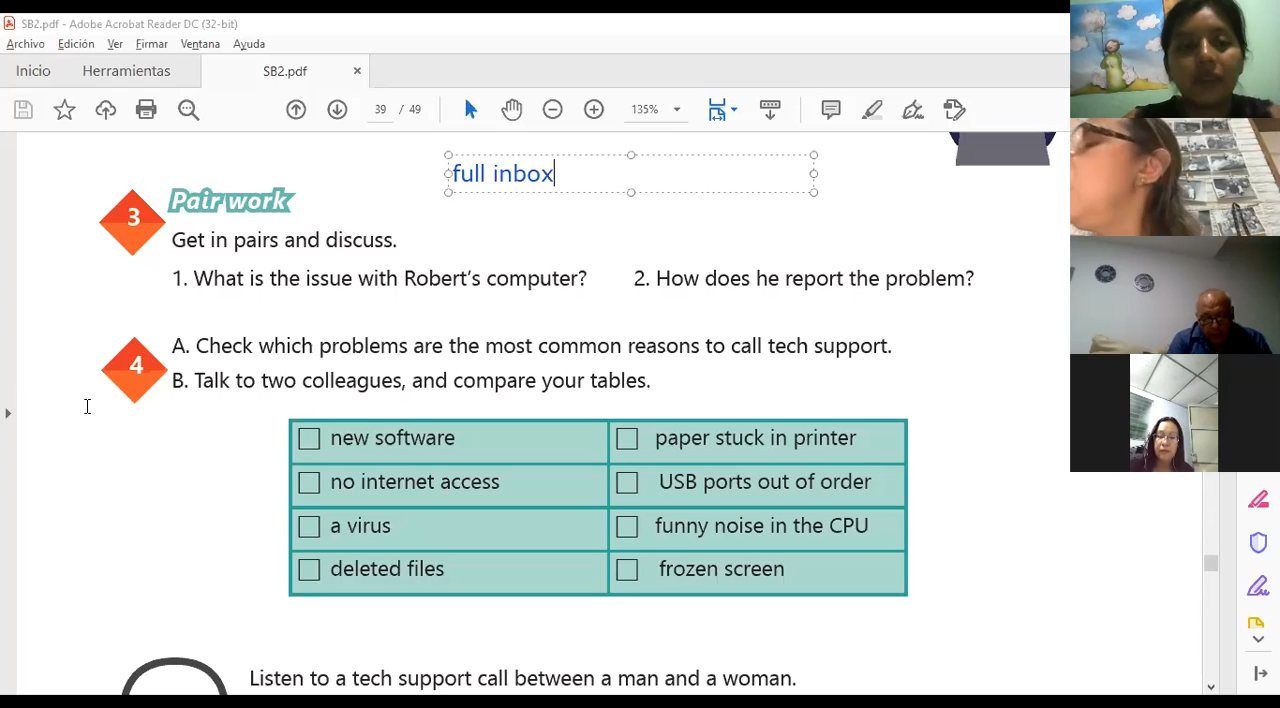 SB2.pdf - Adobe Acrobat Reader DC (32-bit)
Archivo Edición Ver Firmar Ventana Ayuda
Inicio Herramientas SB2.pdf ×
39 / 49 135%
full inbox
3 Pair work
Get in pairs and discuss.
1. What is the issue with Robert's computer? 2. How does he report the problem?
4 A. Check which problems are the most common reasons to call tech support.
B. Talk to two colleagues, and compare your tables.
new software paper stuck in printer
no internet access USB ports out of order
a virus funny noise in the CPU
deleted files frozen screen
Listen to a tech support call between a man and a woman.